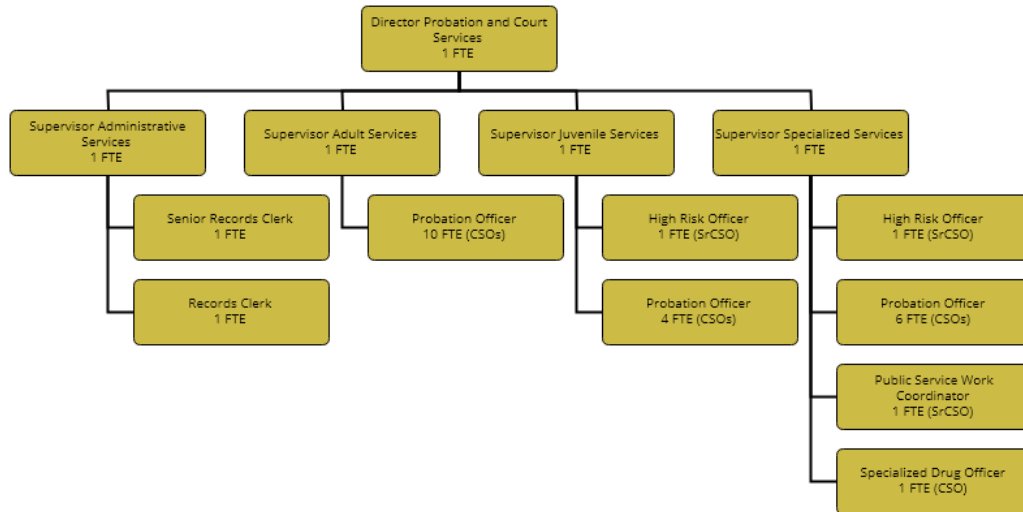 Director Probation and Court
Services
1 FTE
Supervisor Administrative
Services
1 FTE
Supervisor Adult Services
1 FTE
Supervisor Juvenile Services
1 FTE
Supervisor Specialized Services
1 FTE
Senior Records Clerk
1 FTE
Probation Officer
10 FTE (CSOs)
High Risk Officer
1 FTE (SrCSO)
High Risk Officer
1 FTE (SrCSO)
Records Clerk
1 FTE
Probation Officer
4 FTE (CSOs)
Probation Officer
6 FTE (CSOs)
Public Service Work
Coordinator
1 FTE (SrCSO)
Specialized Drug Officer
1 FTE (CSO)